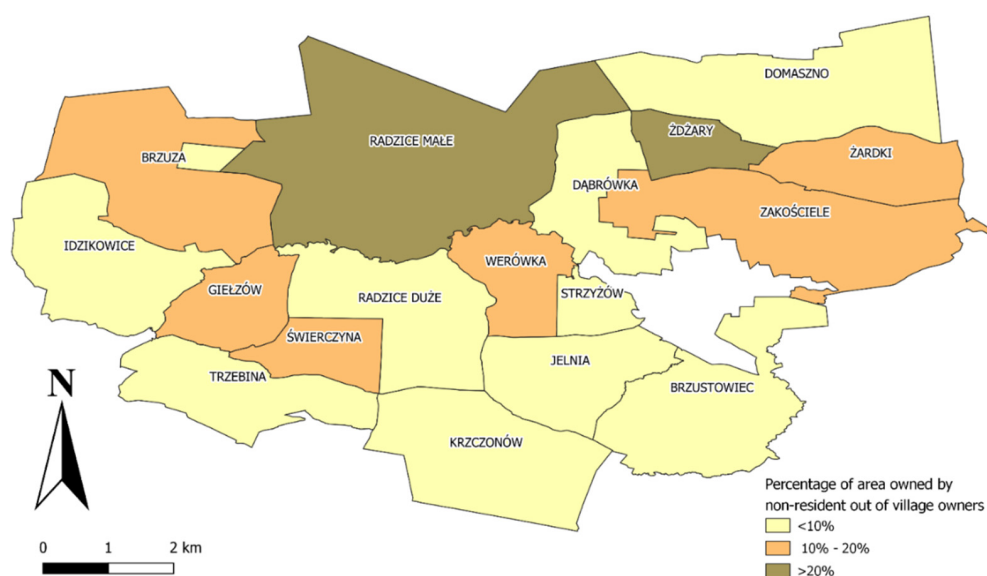 DOMASZNO
RADZICE MAŁE
ŻDŻARY
BRZUZA
ŻARDKI
DĄBRÓWKA
ZAKOŚCIELE
IDZIKOWICE
WERÓWKA
GIEŁZÓW
RADZICE DUŻE
STRZYŻÓW
ŚWIERCZYNA
JELNIA
TRZEBINA
BRZUSTOWIEC
N
KRZCZONÓW
Percentage of area owned by
non-resident out of village owners
<10%
10% - 20%
>20%
0 1 2 km